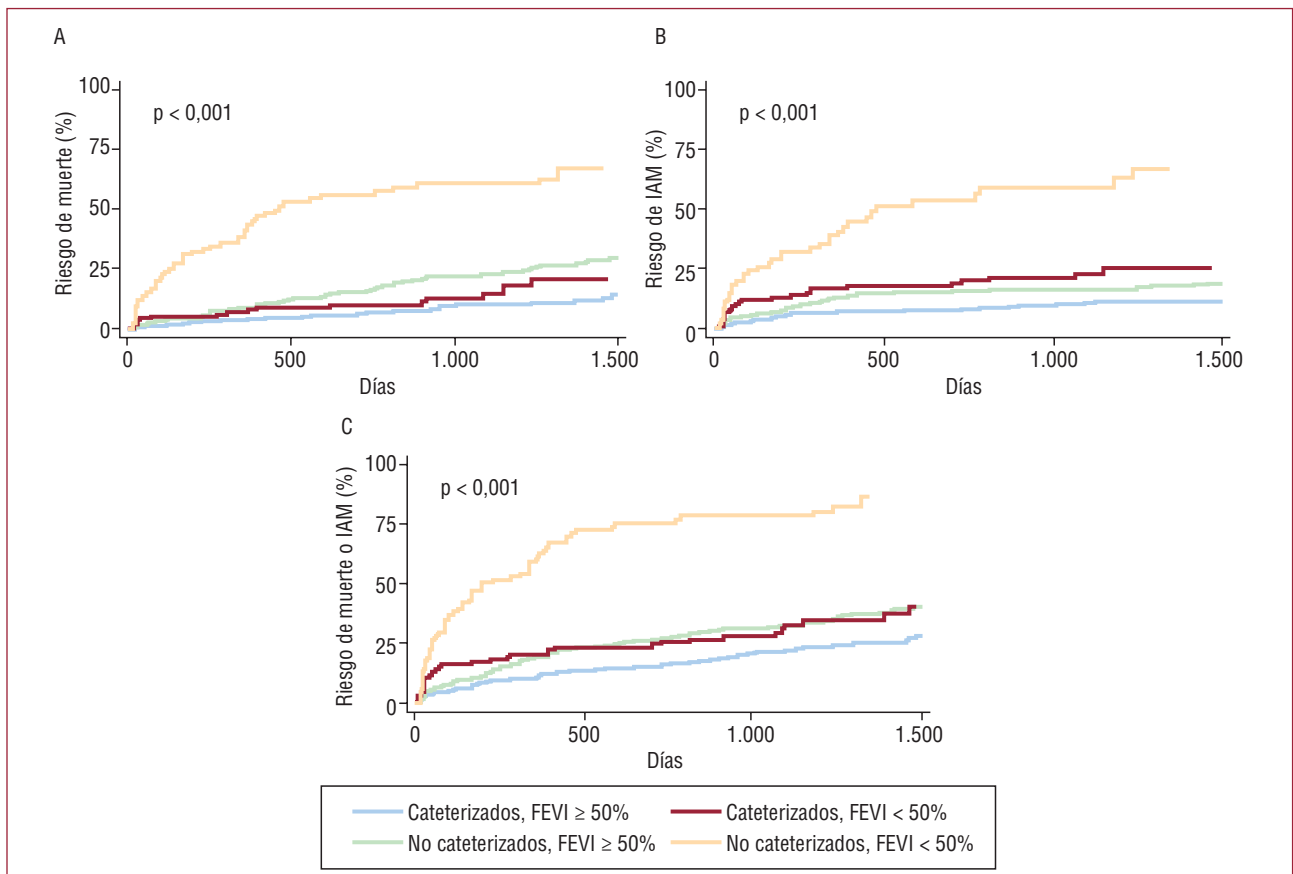 A
Riesgo de muerte (%)
100
75
50
25
0
p < 0,001
0 500 1.000 1.500
Días
B
Riesgo de IAM (%)
100
75
50
25
0
p < 0,001
0 500 1.000 1.500
Días
C
Riesgo de muerte o IAM (%)
100
75
50
25
0
p < 0,001
0 500 1.000 1.500
Días
Cateterizados, FEVI ≥ 50% Cateterizados, FEVI < 50%
No cateterizados, FEVI ≥ 50% No cateterizados, FEVI < 50%